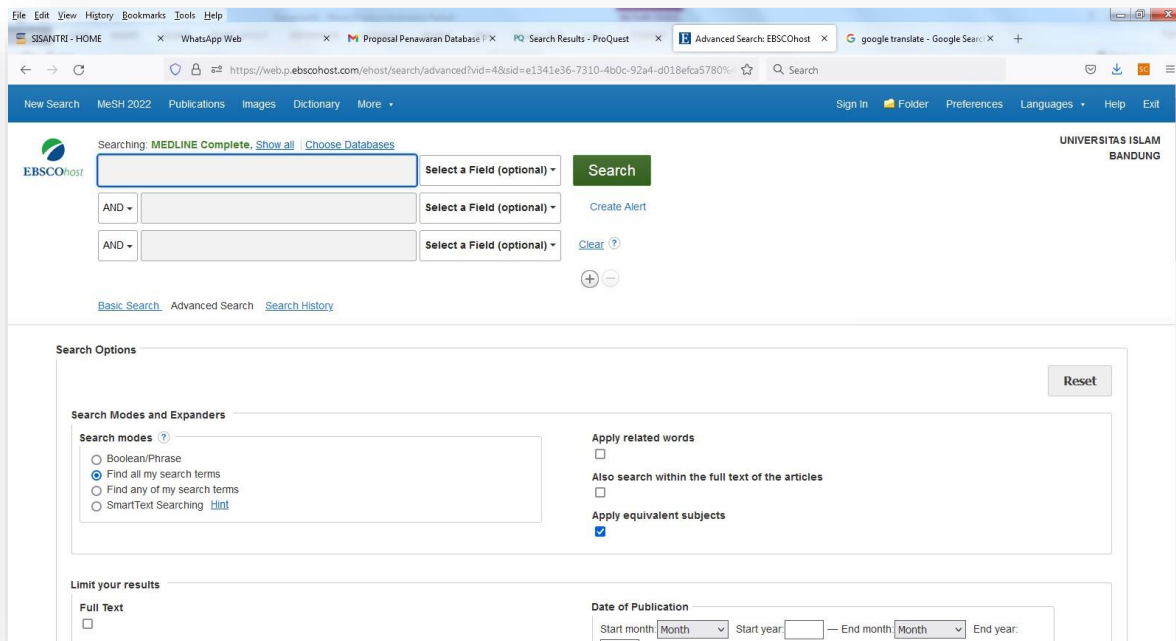 File Edit View History Bookmarks Tools Help
SISANTRI - HOME × WhatsApp Web × Proposal Penawaran Database P × PQ Search Results - ProQuest × Advanced Search: EBSCOhost × google translate - Google Search × +
https://web.p.ebscohost.com/ehost/search/advanced?vid=4&sid=e1341e36-7310-4b0c-92a4-d018efca5780% Search
New Search MeSH 2022 Publications Images Dictionary More Sign In Folder Preferences Languages Help Exit
Searching: MEDLINE Complete, Show all | Choose Databases
UNIVERSITAS ISLAM
BANDUNG
EBSCOhost
Select a Field (optional) Search
AND Select a Field (optional) Create Alert
AND Select a Field (optional) Clear ?
Basic Search Advanced Search Search History
Search Options
Reset
Search Modes and Expanders
Search modes ?
Boolean/Phrase
Find all my search terms
Find any of my search terms
SmartText Searching Hint
Apply related words
Also search within the full text of the articles
Apply equivalent subjects
Limit your results
Full Text
Date of Publication
Start month: Month Start year: — End month: Month End year: